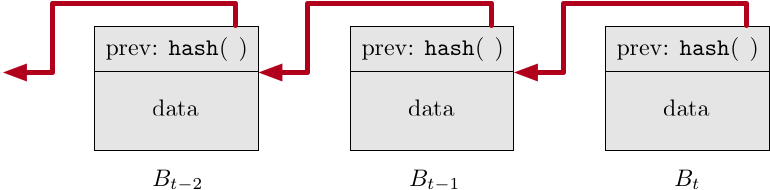 prev: hash( ) prev: hash( ) prev: hash( )
data data data
B_{t−2} B_{t−1} B_t